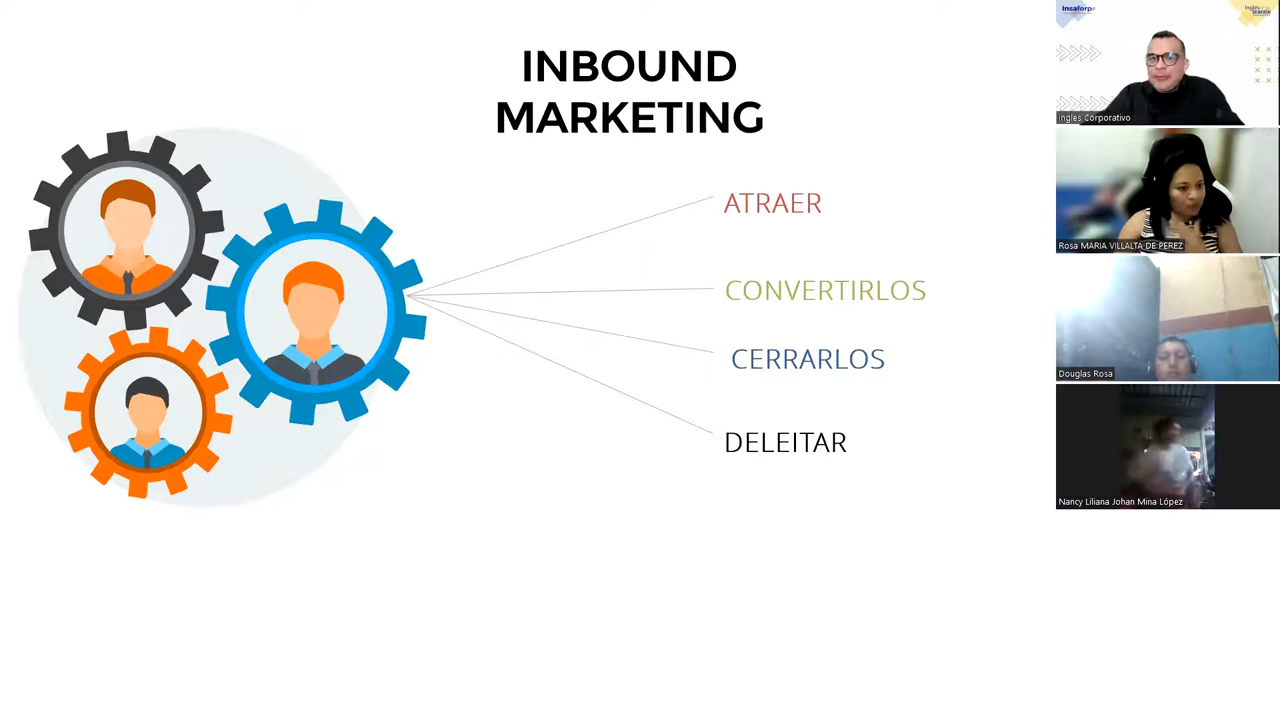 INBOUND
MARKETING
ATRAER
CONVERTIRLOS
CERRARLOS
DELEITAR
Insaforp
Ingles Corporativo
Rosa MARIA VILLALTA DE PEREZ
Douglas Rosa
Nancy Liliana Johan Mina López